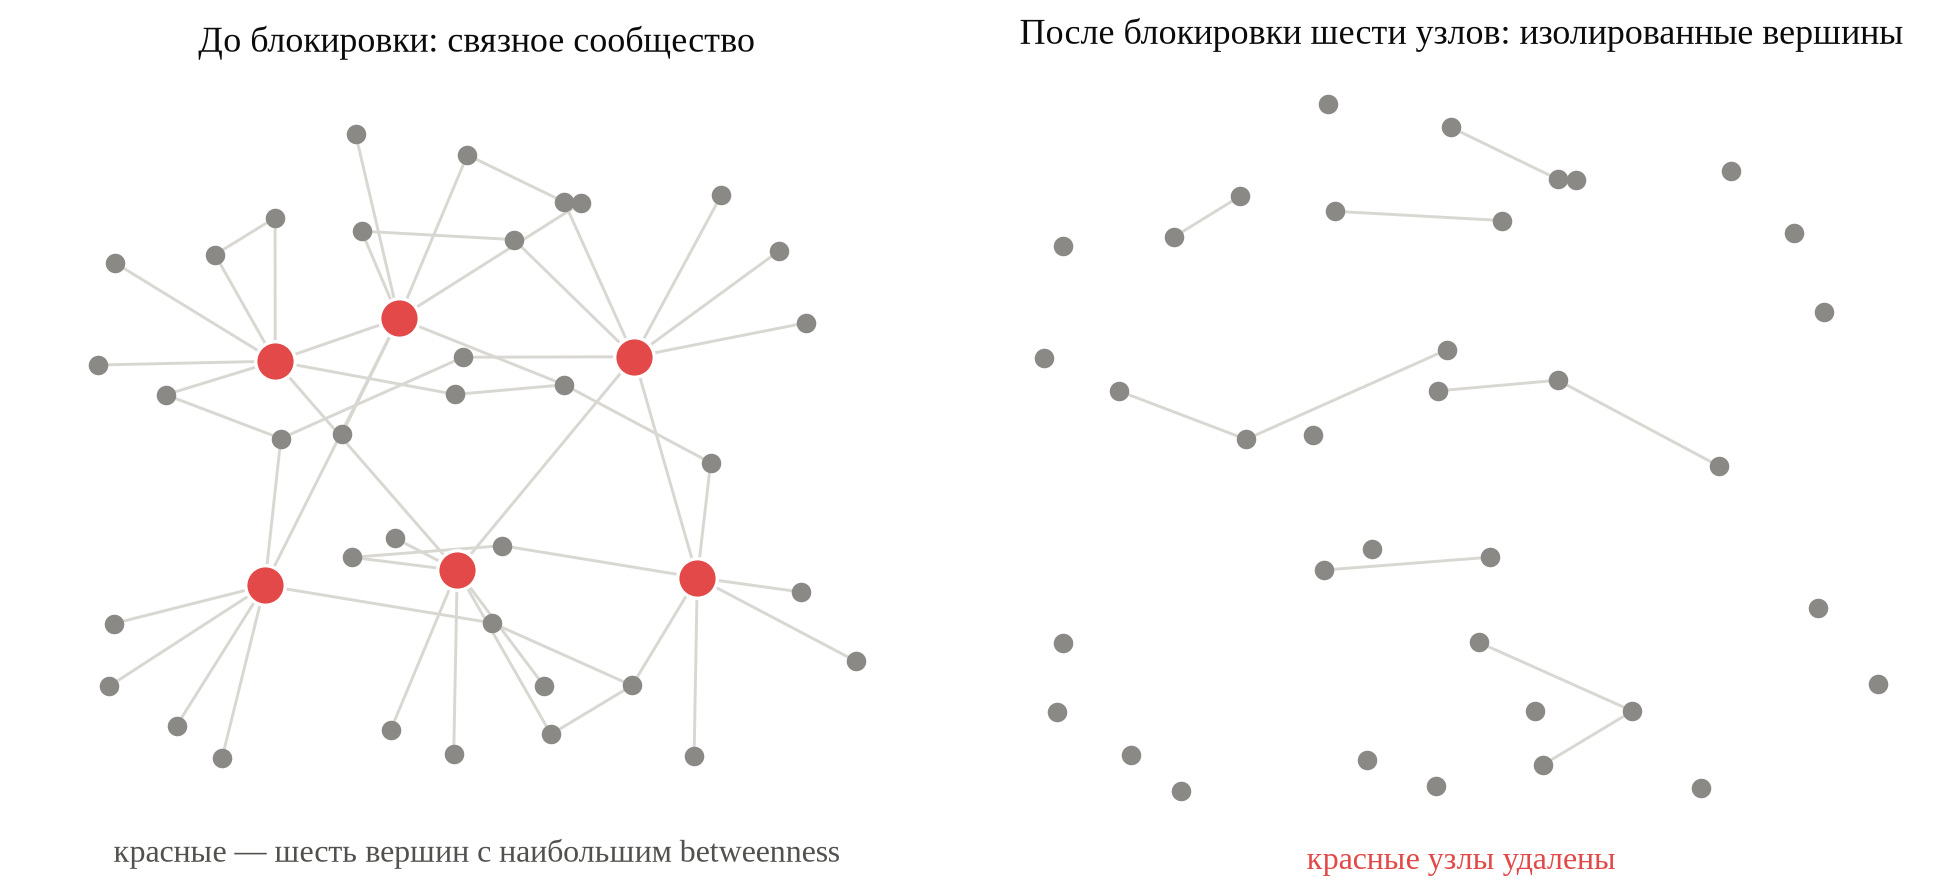 До блокировки: связное сообщество
После блокировки шести узлов: изолированные вершины
красные — шесть вершин с наибольшим betweenness
красные узлы удалены